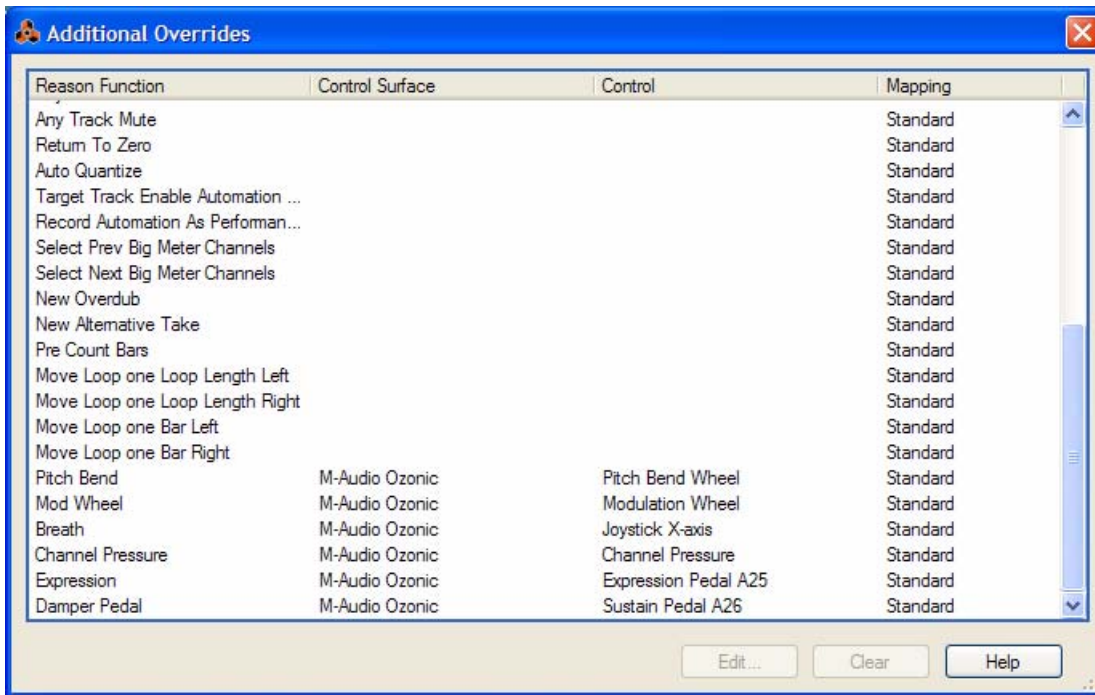 Additional Overrides
Reason Function Control Surface Control Mapping
Any Track Mute Standard
Return To Zero Standard
Auto Quantize Standard
Target Track Enable Automation ... Standard
Record Automation As Performan... Standard
Select Prev Big Meter Channels Standard
Select Next Big Meter Channels Standard
New Overdub Standard
New Alternative Take Standard
Pre Count Bars Standard
Move Loop one Loop Length Left Standard
Move Loop one Loop Length Right Standard
Move Loop one Bar Left Standard
Move Loop one Bar Right Standard
Pitch Bend M-Audio Ozonic Pitch Bend Wheel Standard
Mod Wheel M-Audio Ozonic Modulation Wheel Standard
Breath M-Audio Ozonic Joystick X-axis Standard
Channel Pressure M-Audio Ozonic Channel Pressure Standard
Expression M-Audio Ozonic Expression Pedal A25 Standard
Damper Pedal M-Audio Ozonic Sustain Pedal A26 Standard
Edit... Clear Help